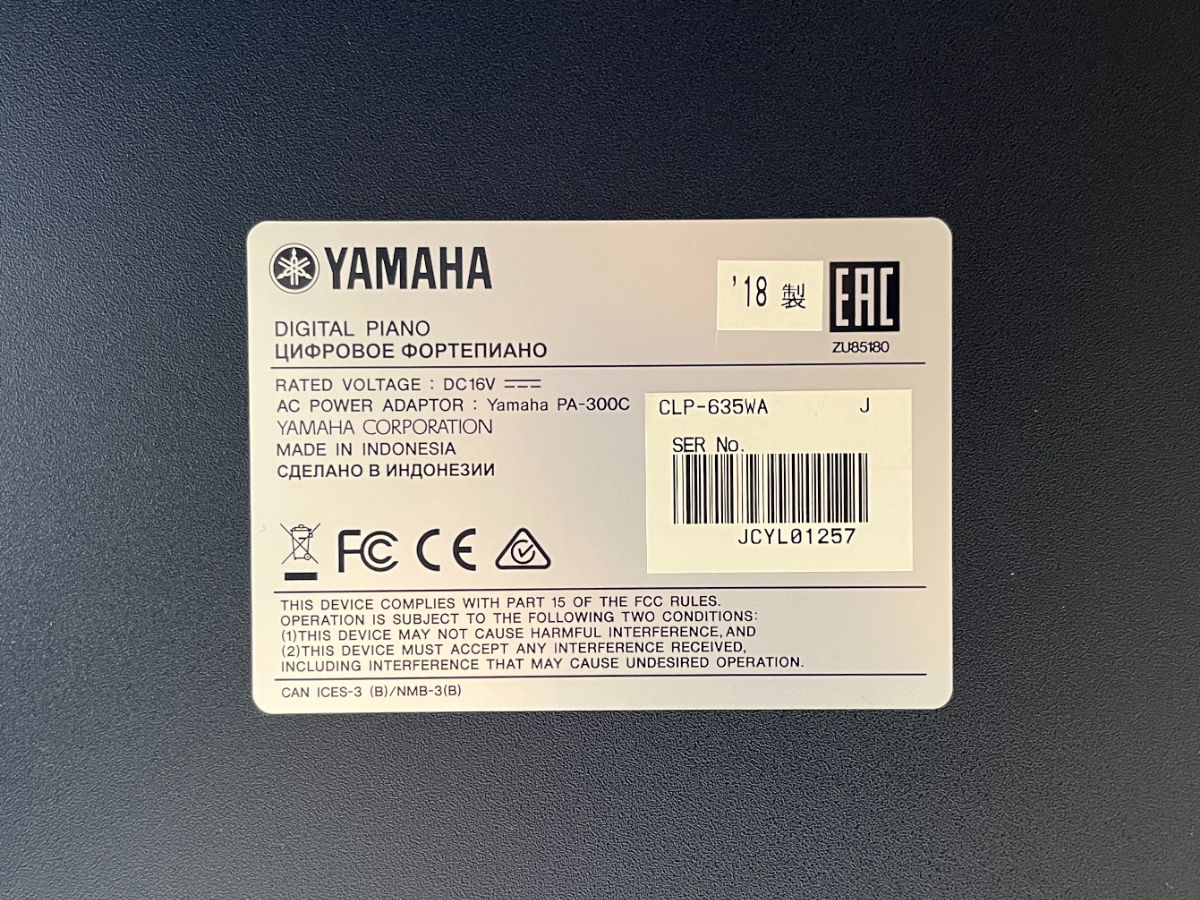 YAMAHA
'18 製
EAC
ZU85180
DIGITAL PIANO
ЦИФРОВОЕ ФОРТЕПИАНО
RATED VOLTAGE : DC16V
AC POWER ADAPTOR : Yamaha PA-300C
YAMAHA CORPORATION
MADE IN INDONESIA
СДЕЛАНО В ИНДОНЕЗИИ
CLP-635WA J
SER No.
JCYL01257
FC CE
THIS DEVICE COMPLIES WITH PART 15 OF THE FCC RULES.
OPERATION IS SUBJECT TO THE FOLLOWING TWO CONDITIONS:
(1)THIS DEVICE MAY NOT CAUSE HARMFUL INTERFERENCE,AND
(2)THIS DEVICE MUST ACCEPT ANY INTERFERENCE RECEIVED,
INCLUDING INTERFERENCE THAT MAY CAUSE UNDESIRED OPERATION.
CAN ICES-3 (B)/NMB-3(B)